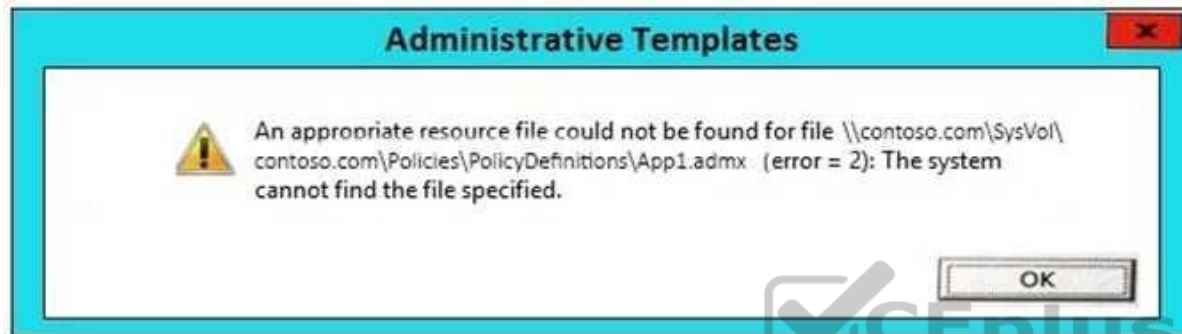 Administrative Templates
An appropriate resource file could not be found for file \\contoso.com\SysVol\
contoso.com\Policies\PolicyDefinitions\App1.admx (error = 2): The system
cannot find the file specified.
OK
CEplus